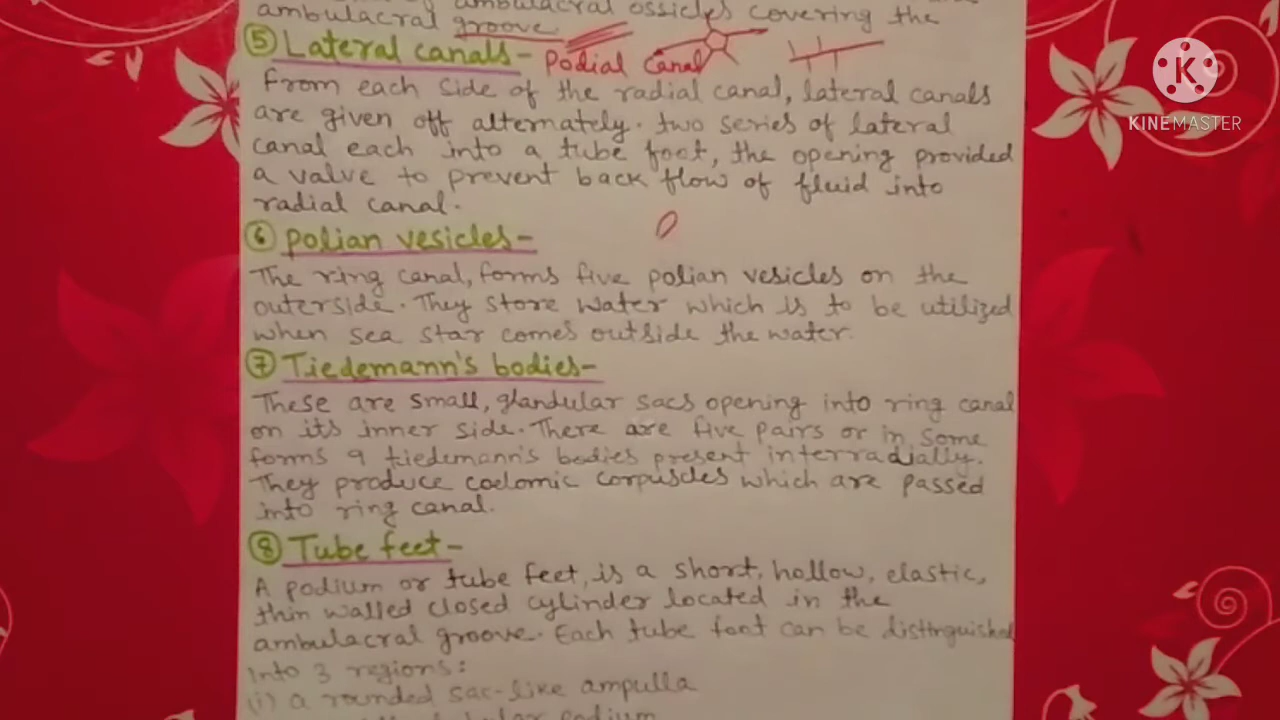 ambulacral ossicles covering the
ambulacral groove.
⑤ Lateral canals- Podial Canal
From each side of the radial canal, lateral canals
are given off alternately. two series of lateral
canal each into a tube foot, the opening provided
a valve to prevent back flow of fluid into
radial canal.
⑥ polian vesicles-
The ring canal, forms five polian vesicles on the
outerside. They store water which is to be utilized
when sea star comes outside the water.
⑦ Tiedemann's bodies-
These are small, glandular sacs opening into ring canal
on its inner side. There are five pairs or in some
forms 9 tiedemann's bodies present interradially.
They produce coelomic corpuscles which are passed
into ring canal.
⑧ Tube feet-
A podium or tube feet, is a short, hollow, elastic,
thin walled closed cylinder located in the
ambulacral groove. Each tube foot can be distinguished
into 3 regions:
(i) a rounded sac-like ampulla
podium
K
KINEMASTER